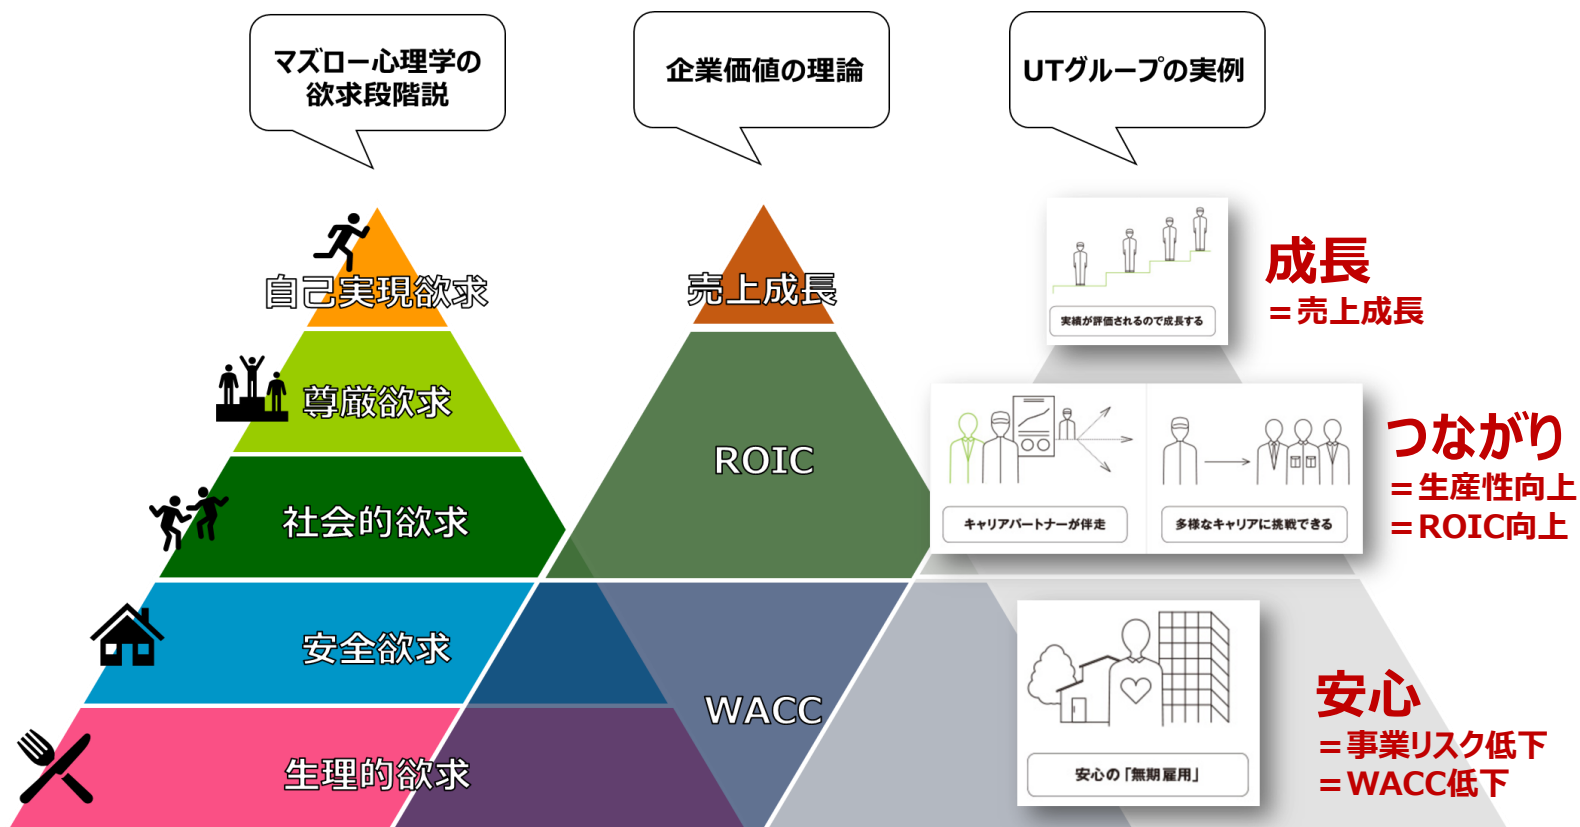 マズロー心理学の
欲求段階説
企業価値の理論
UTグループの実例
自己実現欲求
尊厳欲求
社会的欲求
安全欲求
生理的欲求
売上成長
ROIC
WACC
実績が評価されるので成長する
成長
＝売上成長
キャリアパートナーが伴走
多様なキャリアに挑戦できる
つながり
＝生産性向上
＝ROIC向上
安心の「無期雇用」
安心
＝事業リスク低下
＝WACC低下